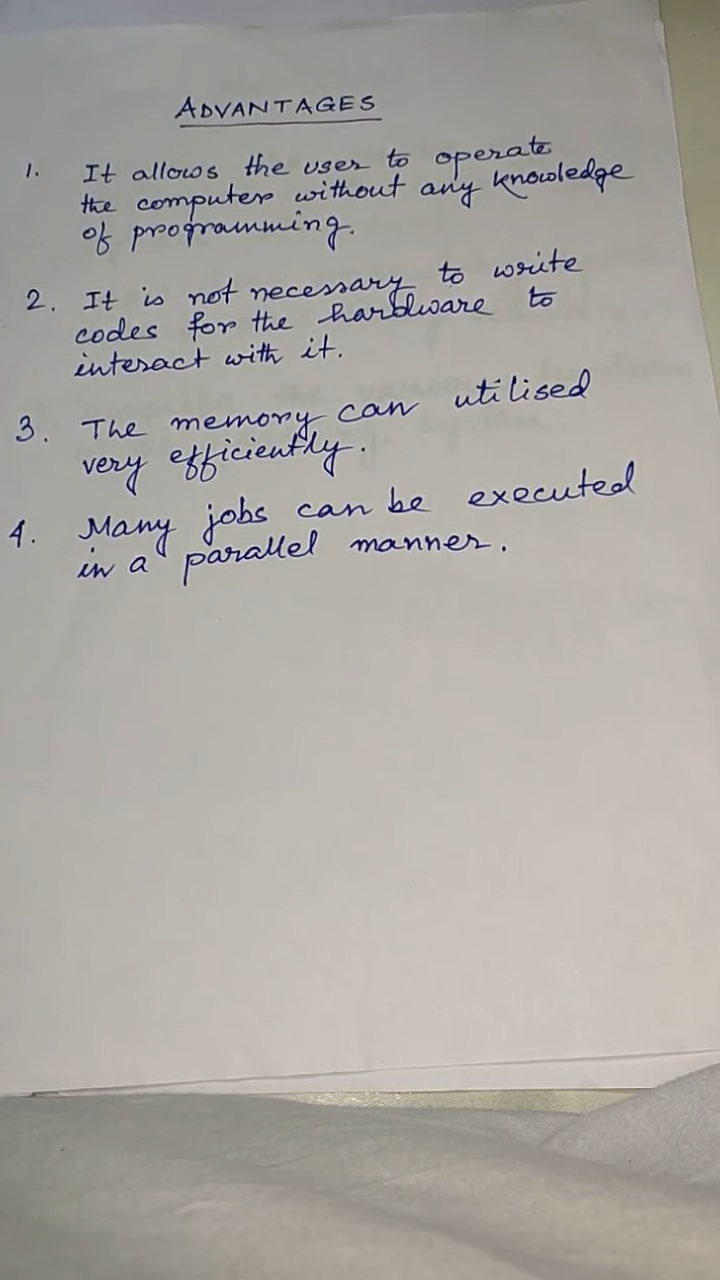 ADVANTAGES
1. It allows the user to operate
the computer without any knowledge
of programming.
2. It is not necessary to write
codes for the hardware to
interact with it.
3. The memory can utilised
very efficiently.
4. Many jobs can be executed
in a parallel manner.